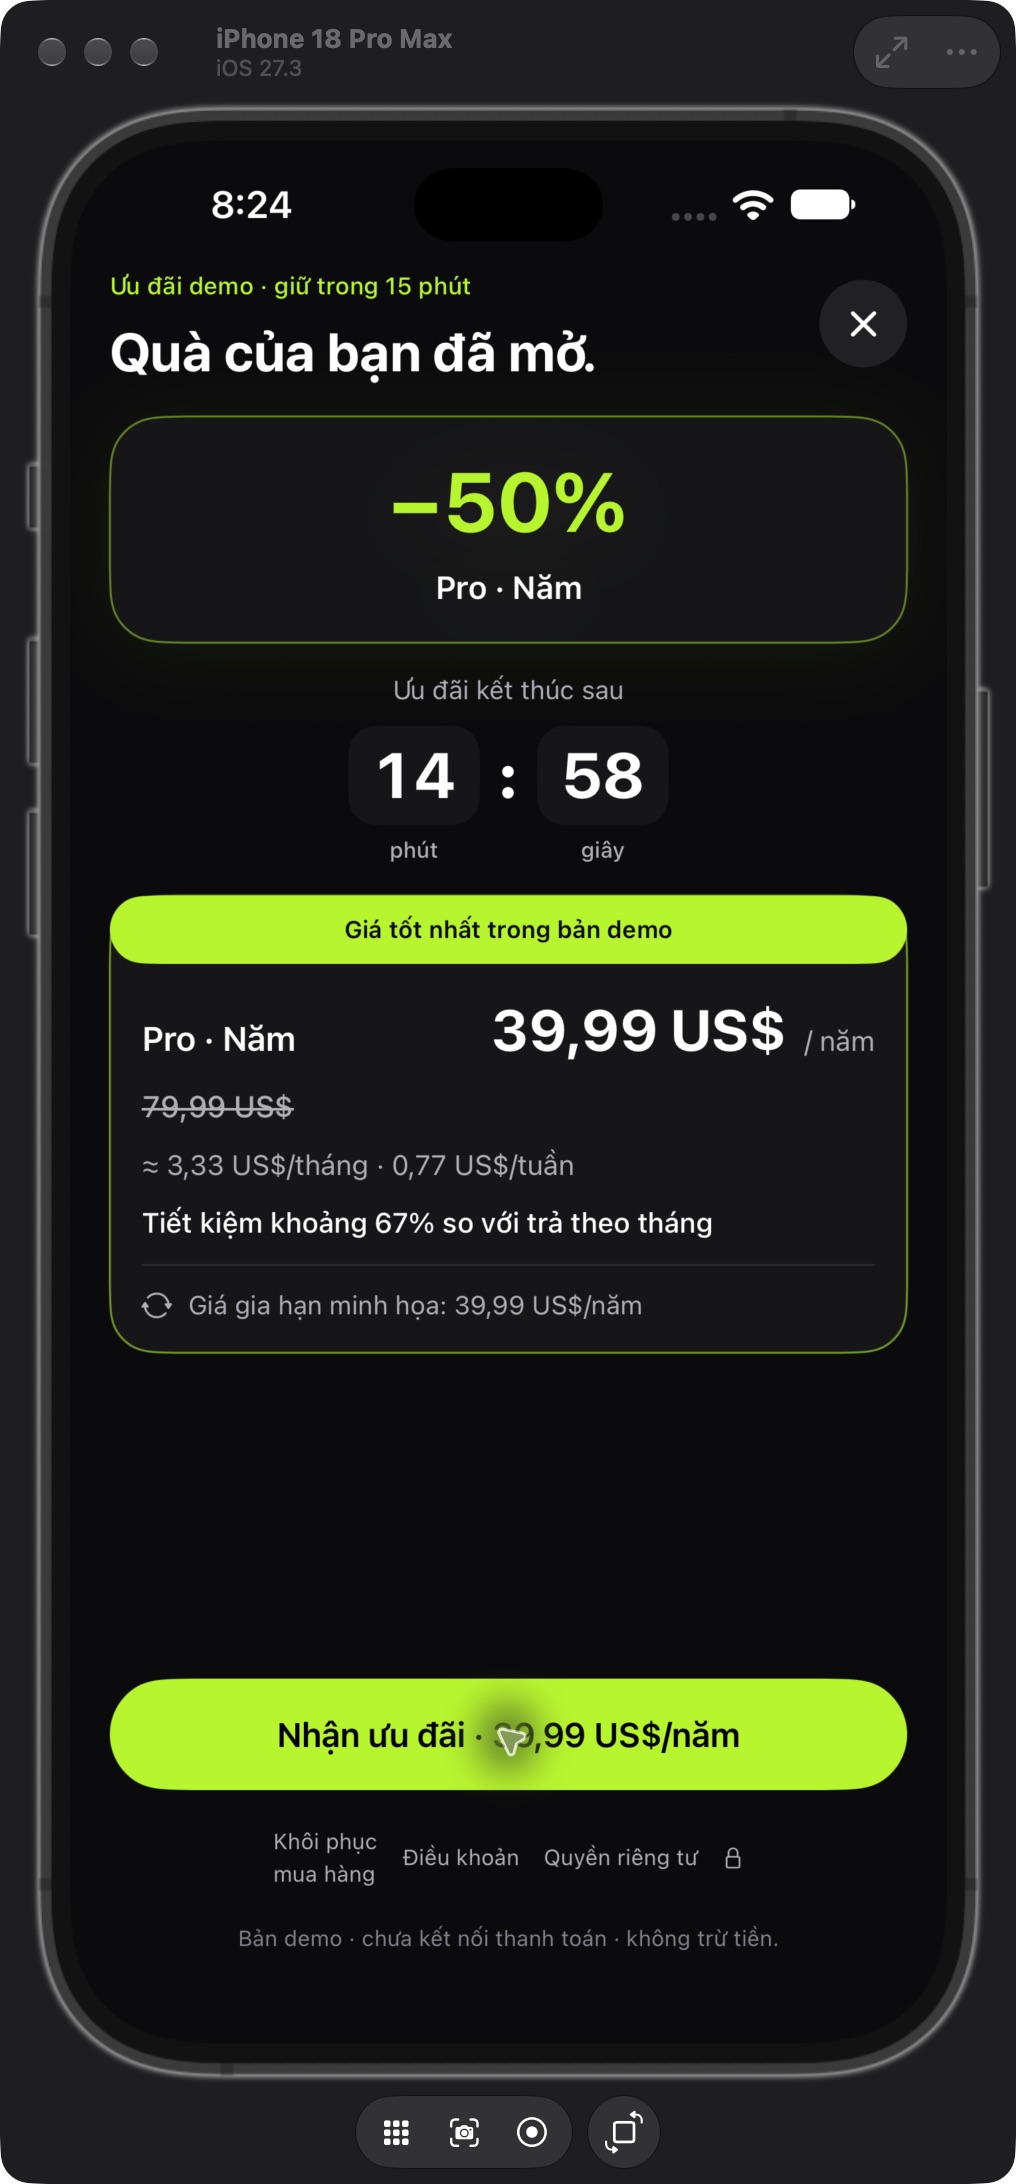 iPhone 18 Pro Max
iOS 27.3
8:24
Ưu đãi demo · giữ trong 15 phút
Quà của bạn đã mở.
–50%
Pro · Năm
Ưu đãi kết thúc sau
14 : 58
phút giây
Giá tốt nhất trong bản demo
Pro · Năm 39,99 US$ / năm
79,99 US$
≈ 3,33 US$/tháng · 0,77 US$/tuần
Tiết kiệm khoảng 67% so với trả theo tháng
Giá gia hạn minh họa: 39,99 US$/năm
Nhận ưu đãi · 39,99 US$/năm
Khôi phục mua hàng Điều khoản Quyền riêng tư
Bản demo · chưa kết nối thanh toán · không trừ tiền.